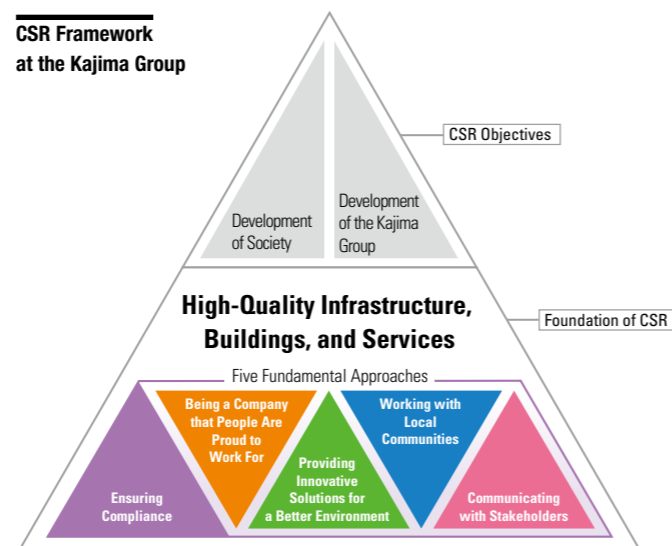 CSR Framework
at the Kajima Group
CSR Objectives
Development
of Society
Development
of the Kajima
Group
High-Quality Infrastructure,
Buildings, and Services
Foundation of CSR
Five Fundamental Approaches
Ensuring
Compliance
Being a Company
that People Are
Proud to
Work For
Providing
Innovative
Solutions for
a Better Environment
Working with
Local
Communities
Communicating
with Stakeholders